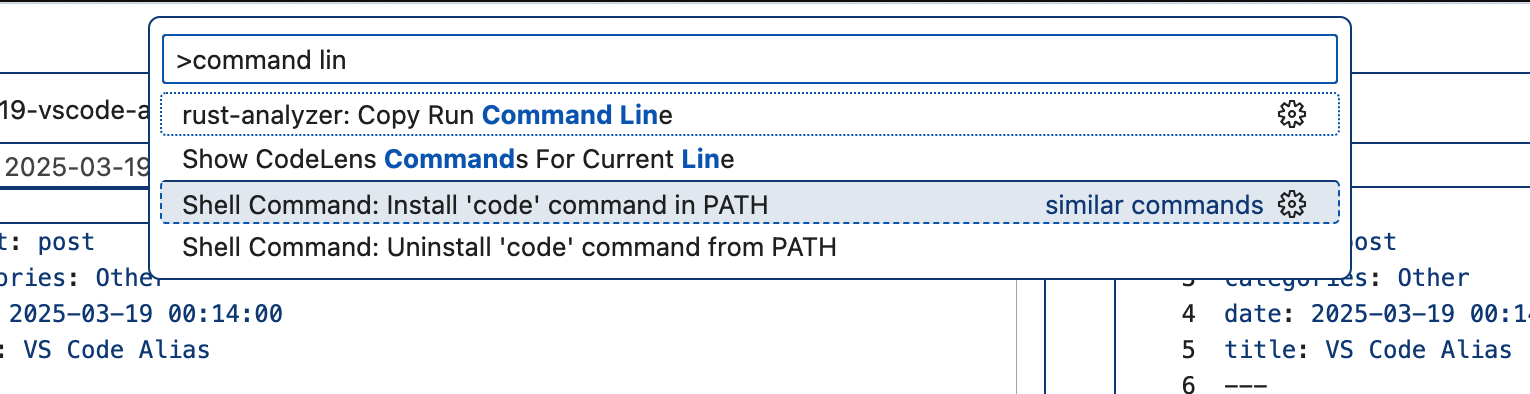 >command lin
19-vscode-a
rust-analyzer: Copy Run Command Line
Show CodeLens Commands For Current Line
2025-03-19
Shell Command: Install 'code' command in PATH similar commands
Shell Command: Uninstall 'code' command from PATH
t: post
post
ories: Other
3 categories: Other
2025-03-19 00:14:00
4 date: 2025-03-19 00:14
: VS Code Alias
5 title: VS Code Alias
6 ---